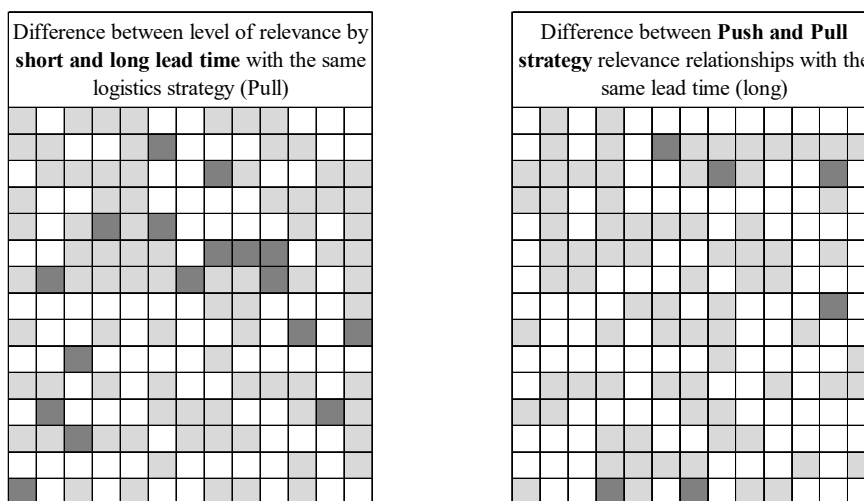 Difference between level of relevance by
short and long lead time with the same
logistics strategy (Pull)
Difference between Push and Pull
strategy relevance relationships with the
same lead time (long)